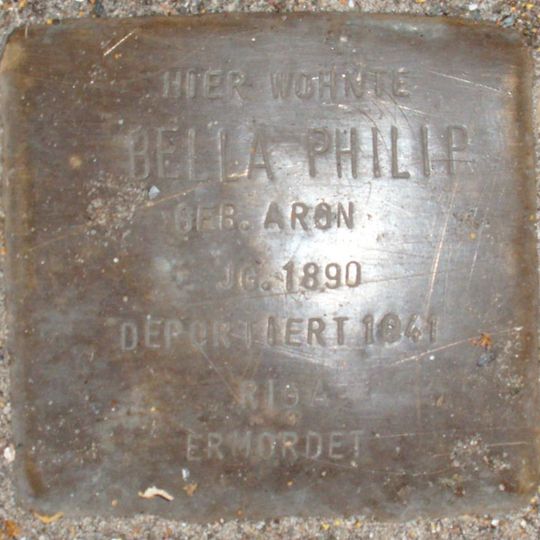 HIER WOHNTE
BELLA PHILIP
GEB. ARON
JG. 1890
DEPORTIERT 1941
RIGA
ERMORDET